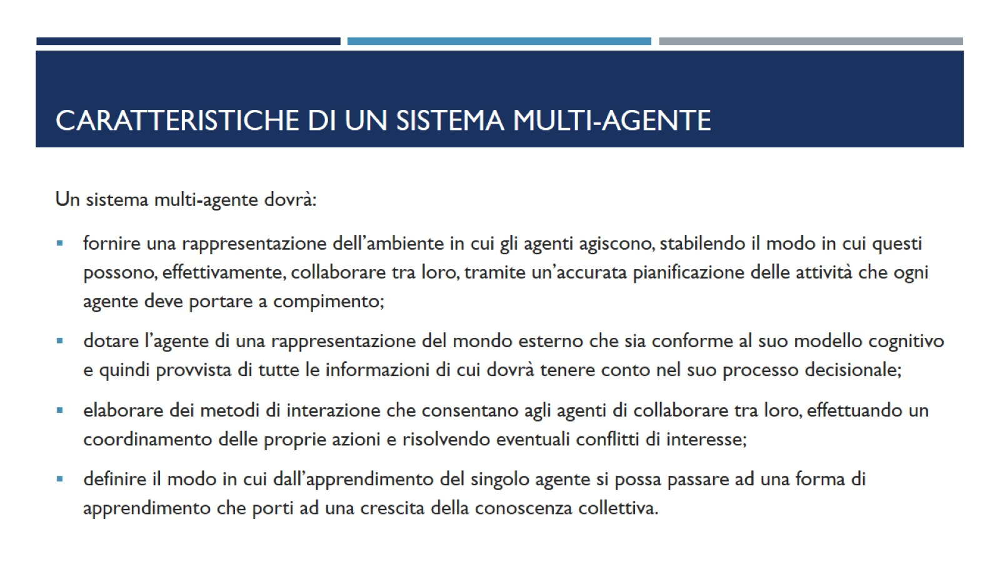 CARATTERISTICHE DI UN SISTEMA MULTI-AGENTE
Un sistema multi-agente dovrà:
▪ fornire una rappresentazione dell’ambiente in cui gli agenti agiscono, stabilendo il modo in cui questi
possono, effettivamente, collaborare tra loro, tramite un’accurata pianificazione delle attività che ogni
agente deve portare a compimento;
▪ dotare l’agente di una rappresentazione del mondo esterno che sia conforme al suo modello cognitivo
e quindi provvista di tutte le informazioni di cui dovrà tenere conto nel suo processo decisionale;
▪ elaborare dei metodi di interazione che consentano agli agenti di collaborare tra loro, effettuando un
coordinamento delle proprie azioni e risolvendo eventuali conflitti di interesse;
▪ definire il modo in cui dall’apprendimento del singolo agente si possa passare ad una forma di
apprendimento che porti ad una crescita della conoscenza collettiva.